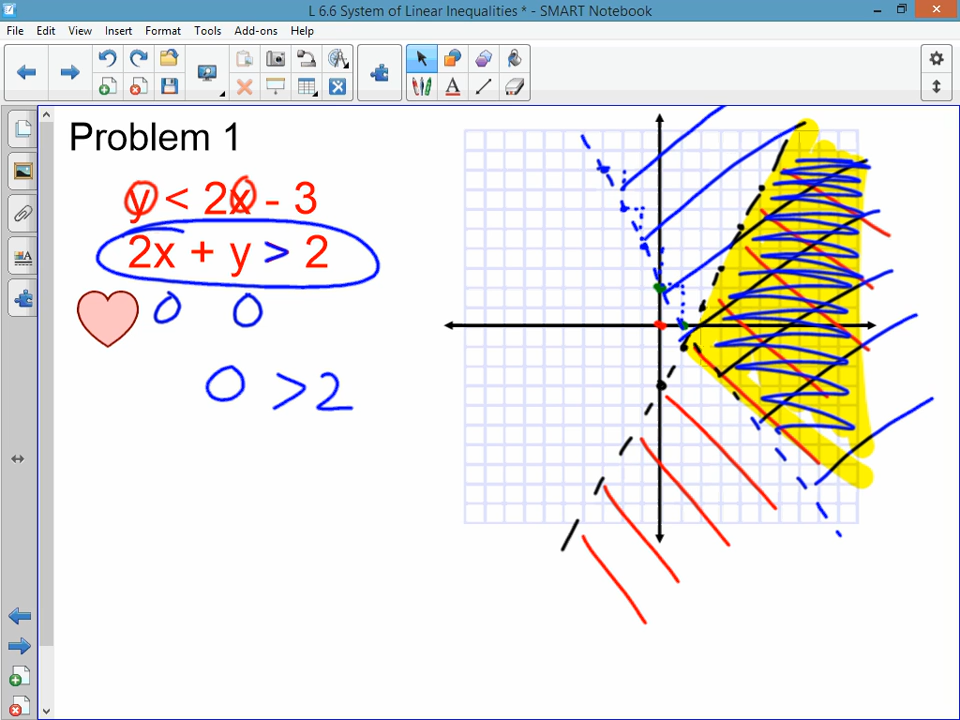 L 6.6 System of Linear Inequalities * - SMART Notebook
File Edit View Insert Format Tools Add-ons Help
Problem 1
y < 2x - 3
2x + y > 2
0 0
0 > 2